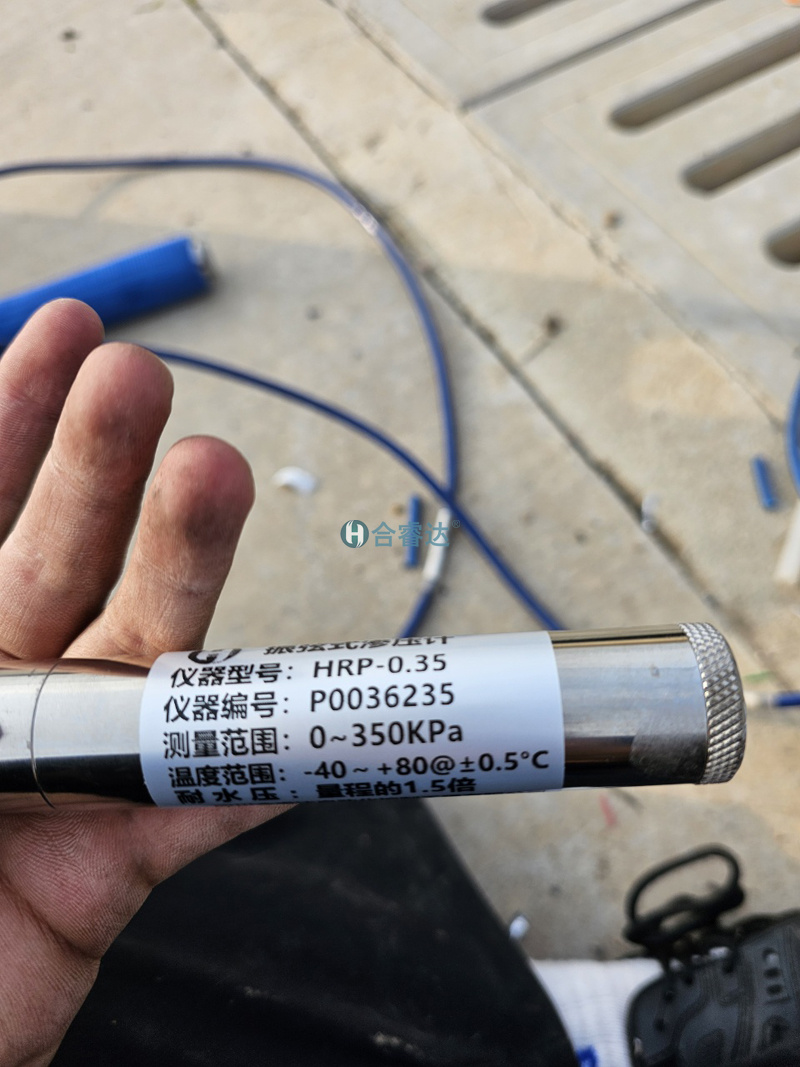 合睿达®
振弦式渗压计
仪器型号：HRP-0.35
仪器编号：P0036235
测量范围：0~350KPa
温度范围：-40～+80@±0.5°C
耐水压：量程的1.5倍